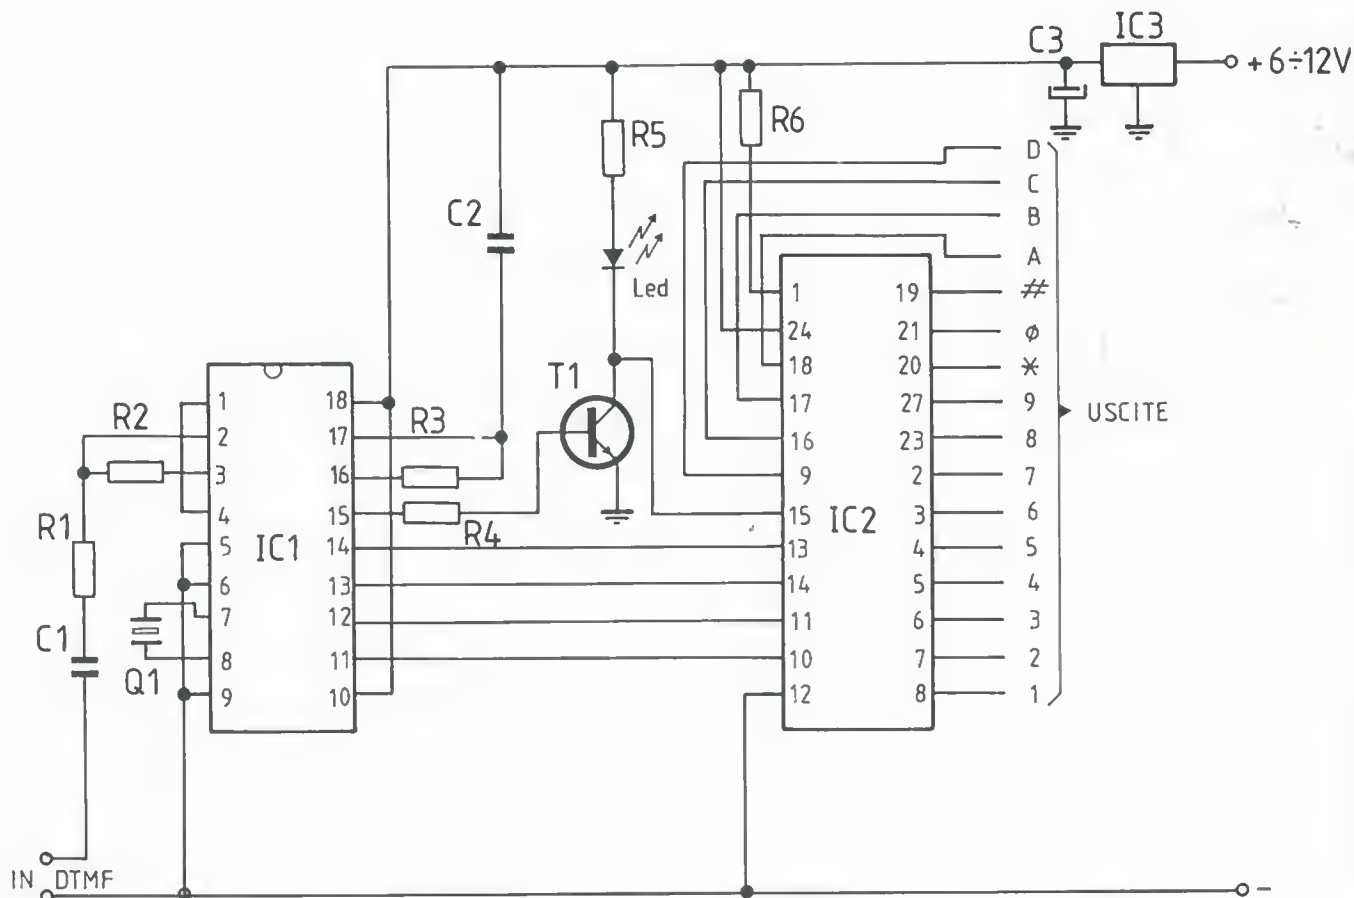 C3
IC3
+ 6÷12V
R5
R6
D
C
B
A
#
ø
*
9
8
7
6
5
4
3
2
1
USCITE
C2
Led
T1
R2
R3
R1
R4
C1
Q1
IC1
1
2
3
4
5
6
7
8
9
18
17
16
15
14
13
12
11
10
IC2
1
24
18
17
16
9
15
13
14
11
10
12
19
21
20
27
23
2
3
4
5
6
7
8
IN DTMF
-